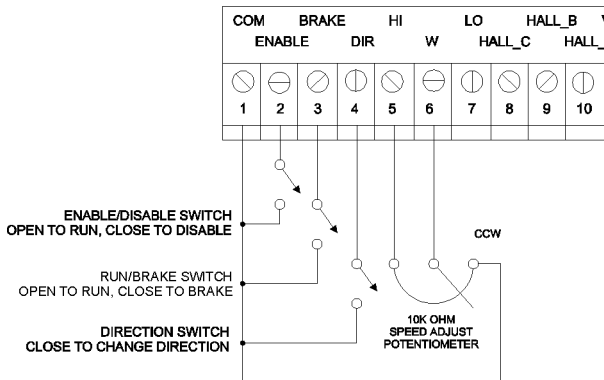 COM BRAKE HI LO HALL_B
ENABLE DIR W HALL_C HALL_
1 2 3 4 5 6 7 8 9 10
ENABLE/DISABLE SWITCH
OPEN TO RUN, CLOSE TO DISABLE
CCW
RUN/BRAKE SWITCH
OPEN TO RUN, CLOSE TO BRAKE
DIRECTION SWITCH
CLOSE TO CHANGE DIRECTION
10K OHM
SPEED ADJUST
POTENTIOMETER